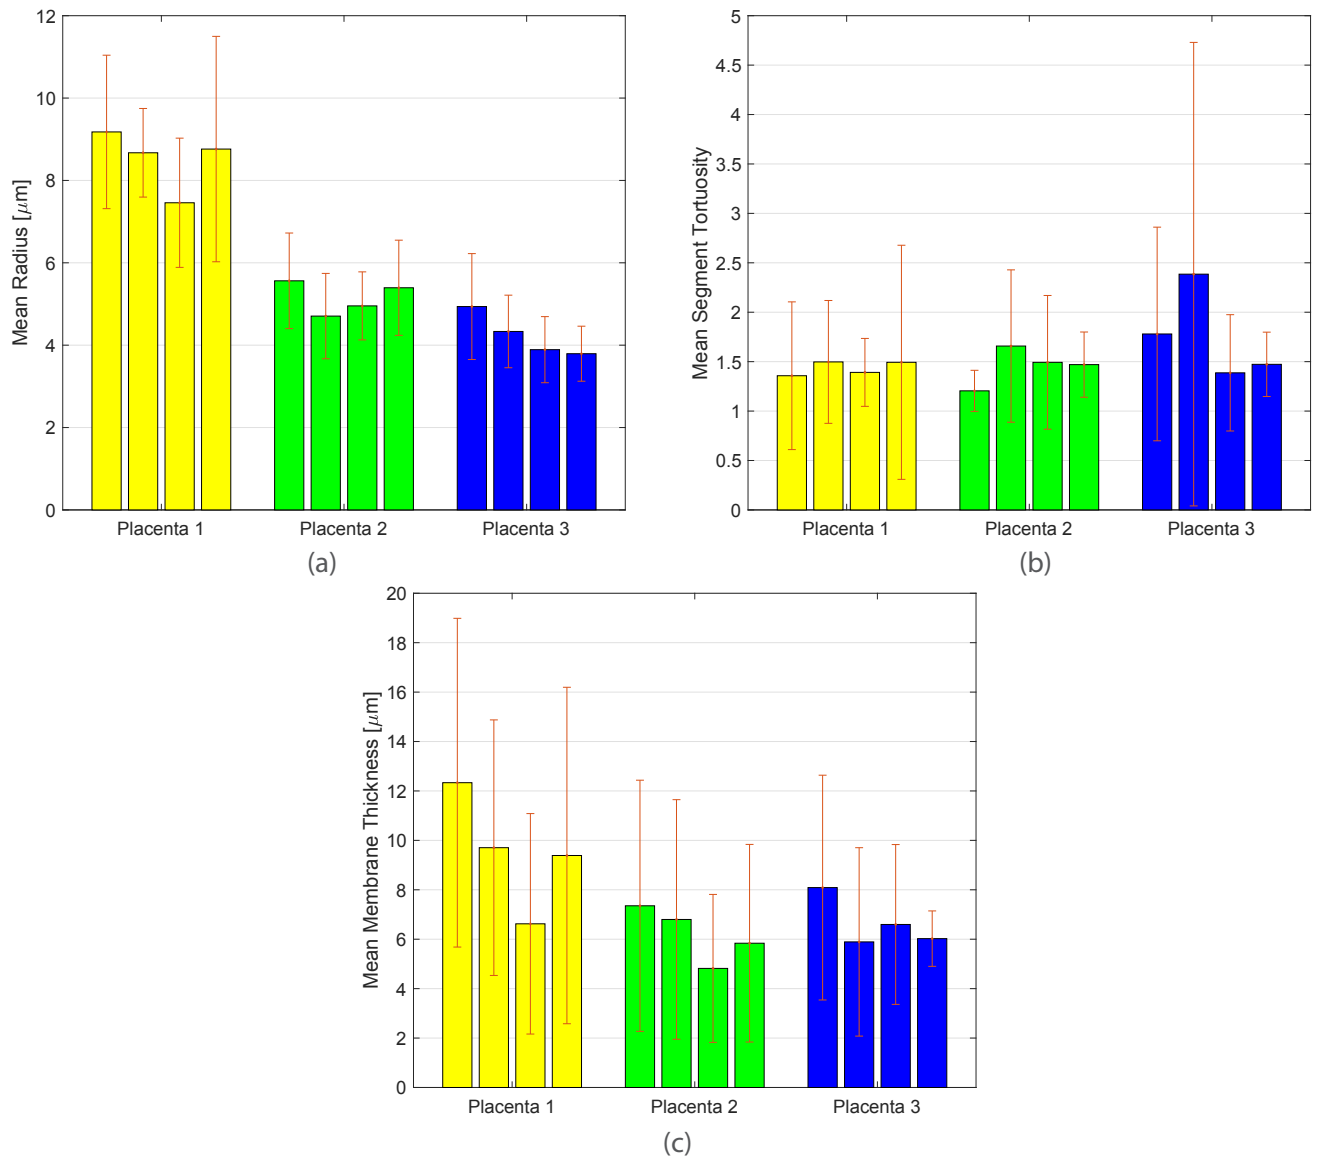 Mean Radius [μm]
12
10
8
6
4
2
0
Placenta 1
Placenta 2
Placenta 3
(a)
Mean Segment Tortuosity
5
4.5
4
3.5
3
2.5
2
1.5
1
0.5
0
Placenta 1
Placenta 2
Placenta 3
(b)
Mean Membrane Thickness [μm]
20
18
16
14
12
10
8
6
4
2
0
Placenta 1
Placenta 2
Placenta 3
(c)